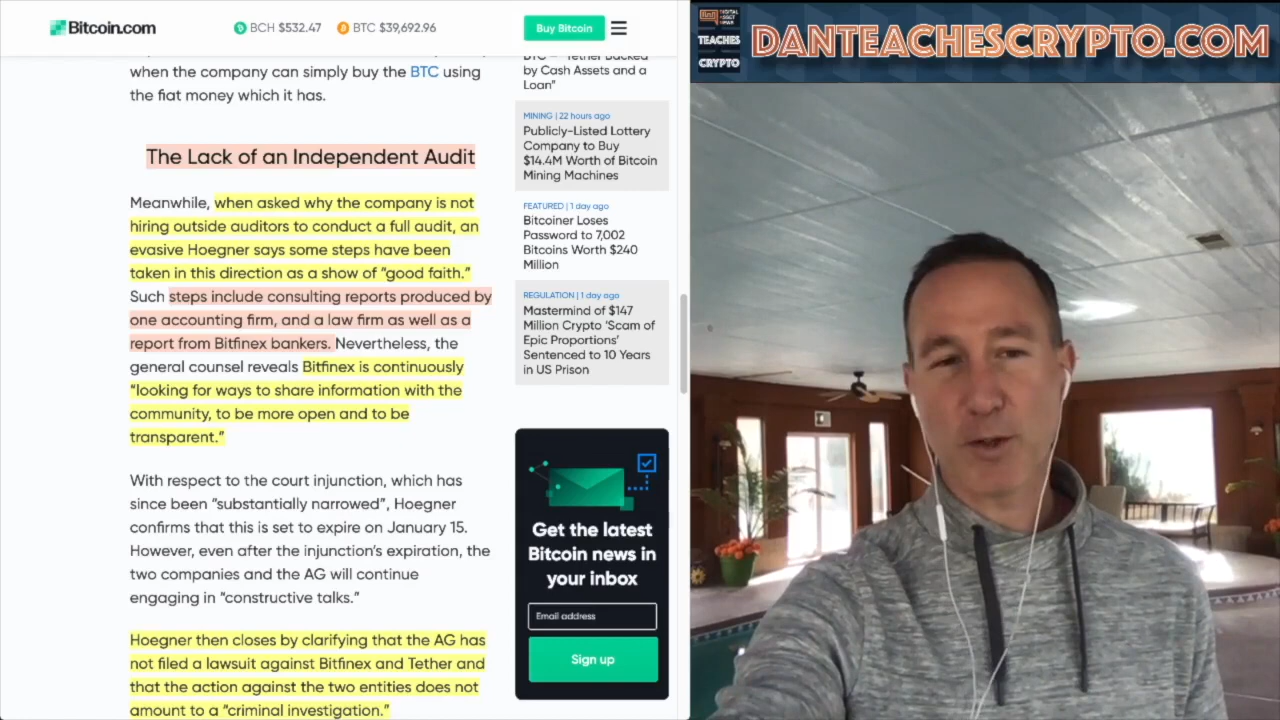 Bitcoin.com
BCH $532.47
BTC $39,692.96
Buy Bitcoin
when the company can simply buy the BTC using
the fiat money which it has.
The Lack of an Independent Audit
Meanwhile, when asked why the company is not
hiring outside auditors to conduct a full audit, an
evasive Hoegner says some steps have been
taken in this direction as a show of “good faith.”
Such steps include consulting reports produced by
one accounting firm, and a law firm as well as a
report from Bitfinex bankers. Nevertheless, the
general counsel reveals Bitfinex is continuously
“looking for ways to share information with the
community, to be more open and to be
transparent.”
With respect to the court injunction, which has
since been “substantially narrowed”, Hoegner
confirms that this is set to expire on January 15.
However, even after the injunction’s expiration, the
two companies and the AG will continue
engaging in “constructive talks.”
Hoegner then closes by clarifying that the AG has
not filed a lawsuit against Bitfinex and Tether and
that the action against the two entities does not
amount to a “criminal investigation.”
BTC – “Tether Backed
by Cash Assets and a
Loan”
MINING | 22 hours ago
Publicly-Listed Lottery
Company to Buy
$14.4M Worth of Bitcoin
Mining Machines
FEATURED | 1 day ago
Bitcoiner Loses
Password to 7,002
Bitcoins Worth $240
Million
REGULATION | 1 day ago
Mastermind of $147
Million Crypto ‘Scam of
Epic Proportions’
Sentenced to 10 Years
in US Prison
Get the latest
Bitcoin news in
your inbox
Email address
Sign up
DIGITAL
ASSET
NEWS
TEACHES
CRYPTO
DANTEACHESCRYPTO.COM